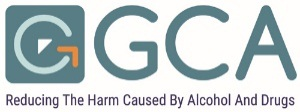 GCA
Reducing The Harm Caused By Alcohol And Drugs